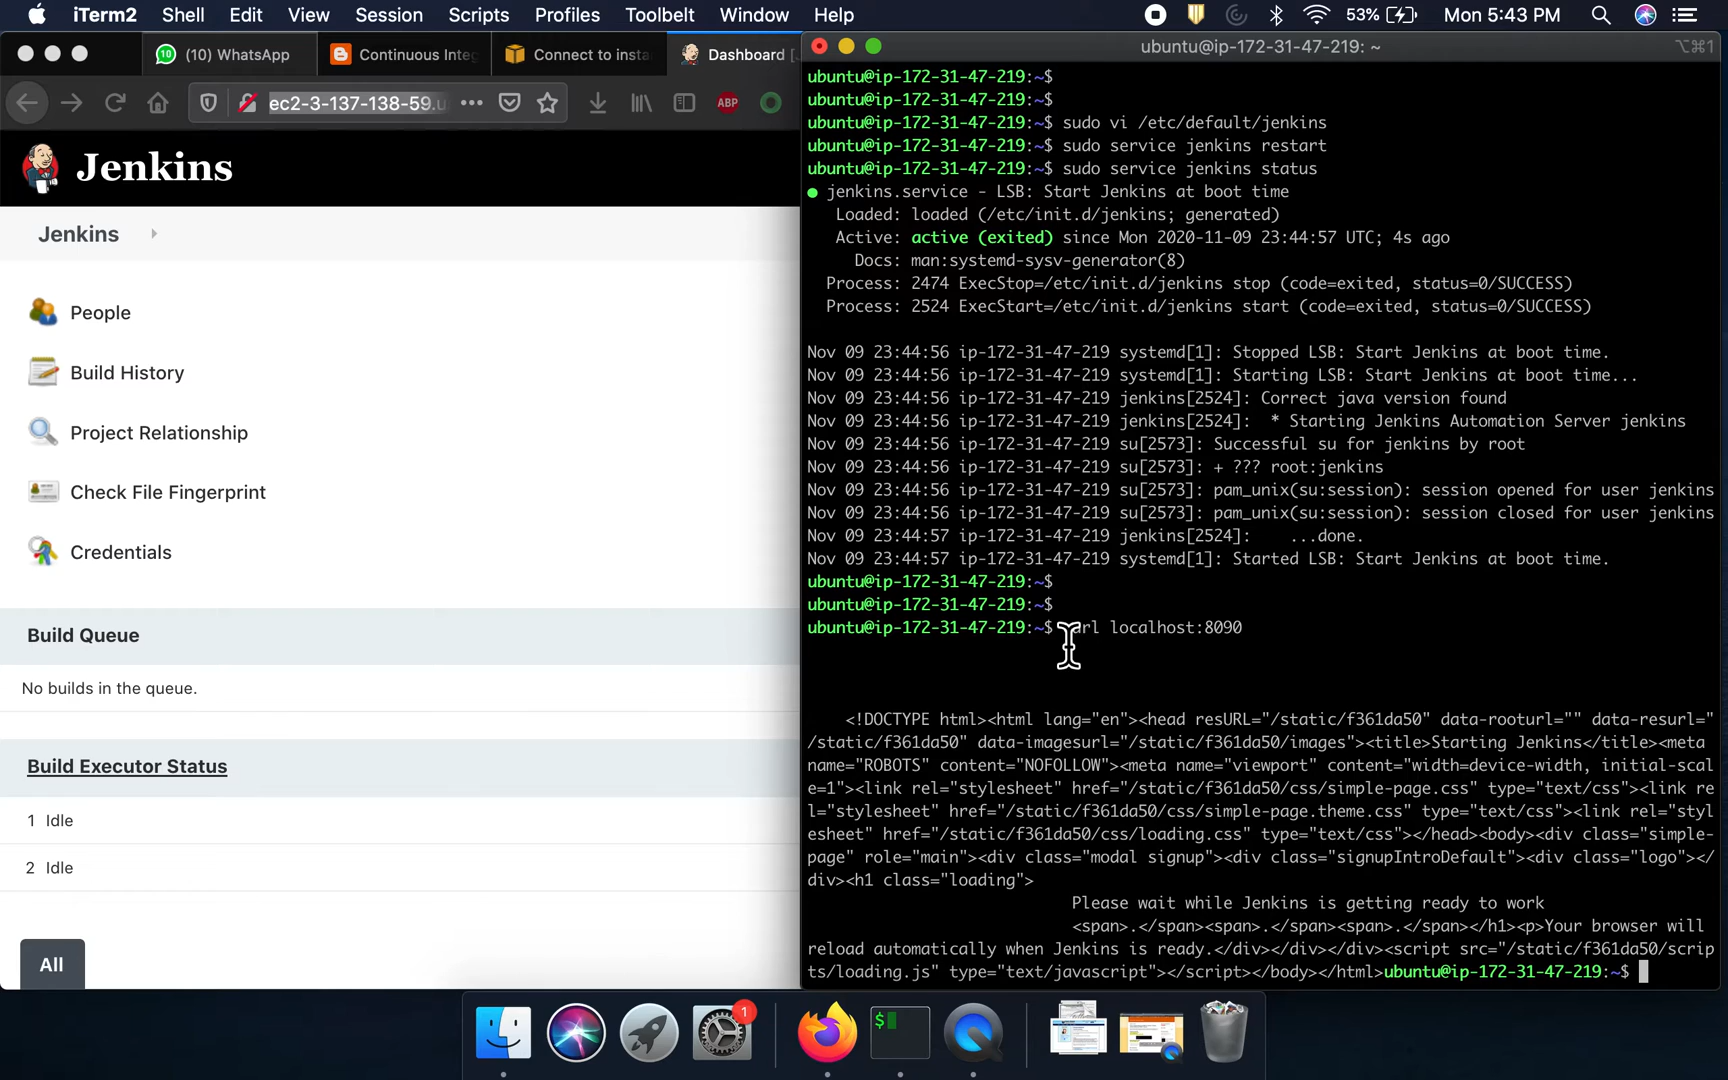 iTerm2 Shell Edit View Session Scripts Profiles Toolbelt Window Help 53% Mon 5:43 PM
(10) WhatsApp
Continuous Integ
Connect to insta
Dashboard [
ec2-3-137-138-59.u
ABP
Jenkins
Jenkins
People
Build History
Project Relationship
Check File Fingerprint
Credentials
Build Queue
No builds in the queue.
Build Executor Status
1 Idle
2 Idle
All
ubuntu@ip-172-31-47-219: ~
⌥⌘1
ubuntu@ip-172-31-47-219:~$
ubuntu@ip-172-31-47-219:~$
ubuntu@ip-172-31-47-219:~$ sudo vi /etc/default/jenkins
ubuntu@ip-172-31-47-219:~$ sudo service jenkins restart
ubuntu@ip-172-31-47-219:~$ sudo service jenkins status
● jenkins.service - LSB: Start Jenkins at boot time
Loaded: loaded (/etc/init.d/jenkins; generated)
Active: active (exited) since Mon 2020-11-09 23:44:57 UTC; 4s ago
Docs: man:systemd-sysv-generator(8)
Process: 2474 ExecStop=/etc/init.d/jenkins stop (code=exited, status=0/SUCCESS)
Process: 2524 ExecStart=/etc/init.d/jenkins start (code=exited, status=0/SUCCESS)
Nov 09 23:44:56 ip-172-31-47-219 systemd[1]: Stopped LSB: Start Jenkins at boot time.
Nov 09 23:44:56 ip-172-31-47-219 systemd[1]: Starting LSB: Start Jenkins at boot time...
Nov 09 23:44:56 ip-172-31-47-219 jenkins[2524]: Correct java version found
Nov 09 23:44:56 ip-172-31-47-219 jenkins[2524]:  * Starting Jenkins Automation Server jenkins
Nov 09 23:44:56 ip-172-31-47-219 su[2573]: Successful su for jenkins by root
Nov 09 23:44:56 ip-172-31-47-219 su[2573]: + ??? root:jenkins
Nov 09 23:44:56 ip-172-31-47-219 su[2573]: pam_unix(su:session): session opened for user jenkins
Nov 09 23:44:56 ip-172-31-47-219 su[2573]: pam_unix(su:session): session closed for user jenkins
Nov 09 23:44:57 ip-172-31-47-219 jenkins[2524]:    ...done.
Nov 09 23:44:57 ip-172-31-47-219 systemd[1]: Started LSB: Start Jenkins at boot time.
ubuntu@ip-172-31-47-219:~$
ubuntu@ip-172-31-47-219:~$
ubuntu@ip-172-31-47-219:~$ curl localhost:8090
<!DOCTYPE html><html lang="en"><head resURL="/static/f361da50" data-rooturl="" data-resurl="
/static/f361da50" data-imagesurl="/static/f361da50/images"><title>Starting Jenkins</title><meta
name="ROBOTS" content="NOFOLLOW"><meta name="viewport" content="width=device-width, initial-scal
e=1"><link rel="stylesheet" href="/static/f361da50/css/simple-page.css" type="text/css"><link re
l="stylesheet" href="/static/f361da50/css/simple-page.theme.css" type="text/css"><link rel="styl
esheet" href="/static/f361da50/css/loading.css" type="text/css"></head><body><div class="simple-
page" role="main"><div class="modal signup"><div class="signupIntroDefault"><div class="logo"></
div><h1 class="loading">
Please wait while Jenkins is getting ready to work
<span>.</span><span>.</span><span>.</span></h1><p>Your browser will
reload automatically when Jenkins is ready.</div></div></div><script src="/static/f361da50/scrip
ts/loading.js" type="text/javascript"></script></body></html>ubuntu@ip-172-31-47-219:~$
1
$